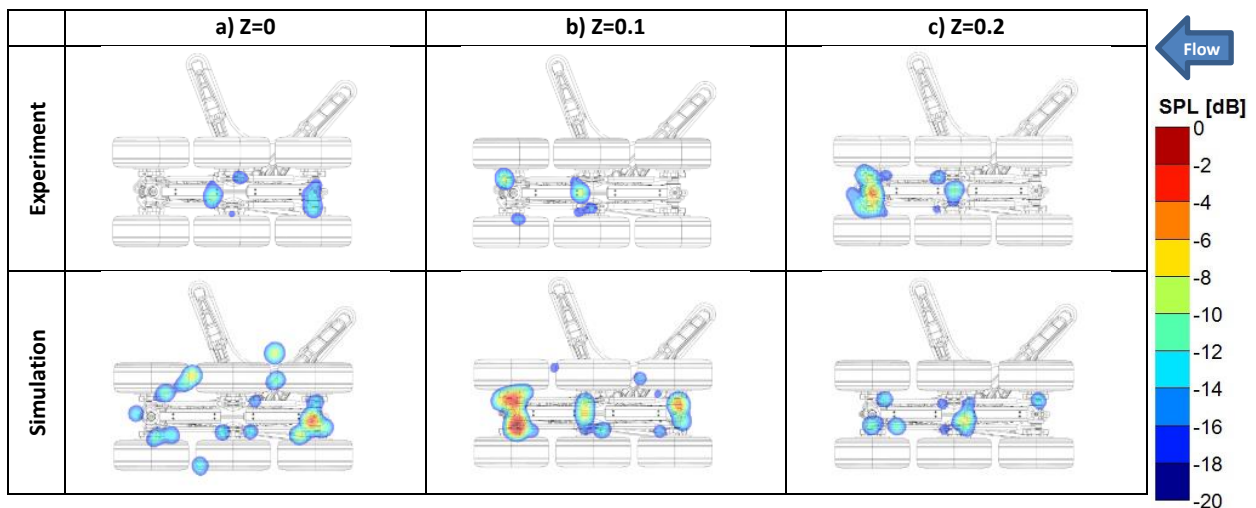 a) Z=0
b) Z=0.1
c) Z=0.2
Flow
Experiment
Simulation
SPL [dB]
0
-2
-4
-6
-8
-10
-12
-14
-16
-18
-20